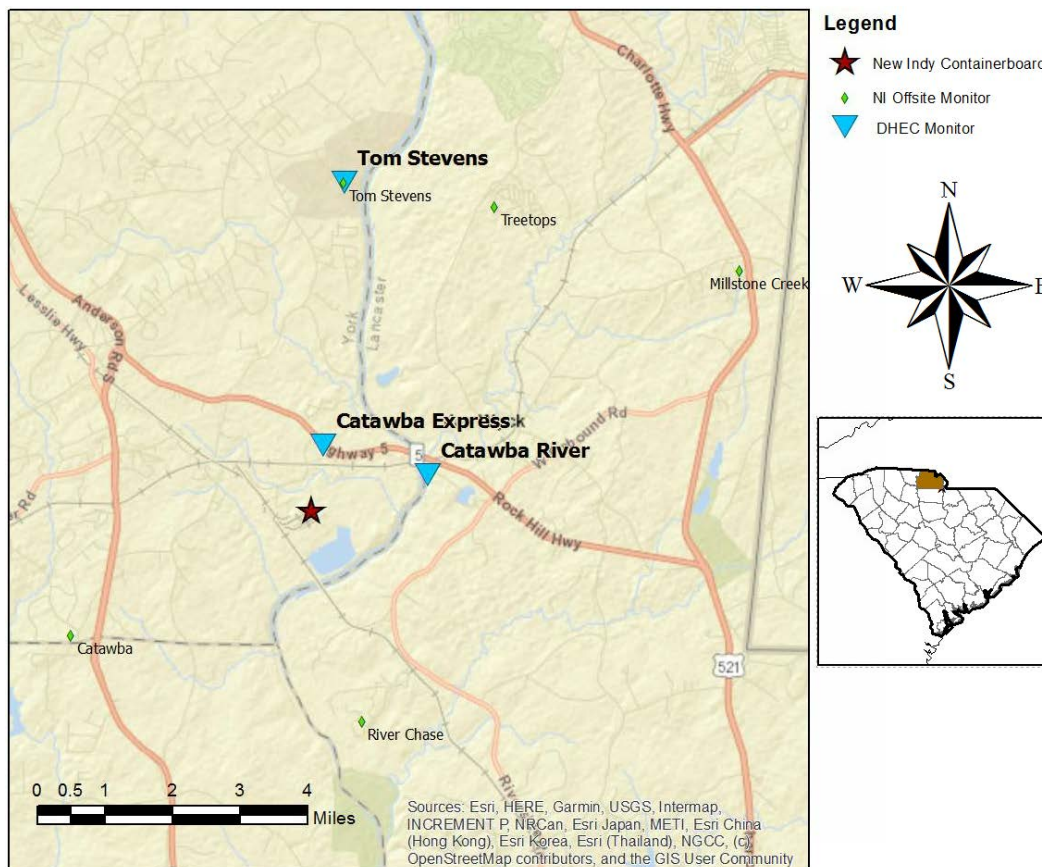 Legend
New Indy Containerboard
NI Offsite Monitor
DHEC Monitor
N
W
S
Charlotte Hwy
Tom Stevens
Tom Stevens
Treetops
Millstone Creek
York
Lancaster
Lesslie Hwy
Anderson Rd S
Catawba Express
Highway 5
5
Catawba River
Rock Hill Hwy
521
Catawba
River Chase
0 0.5 1 2 3 4
Miles
Sources: Esri, HERE, Garmin, USGS, Intermap,
INCREMENT P, NRCan, Esri Japan, METI, Esri China
(Hong Kong), Esri Korea, Esri (Thailand), NGCC, (c)
OpenStreetMap contributors, and the GIS User Community